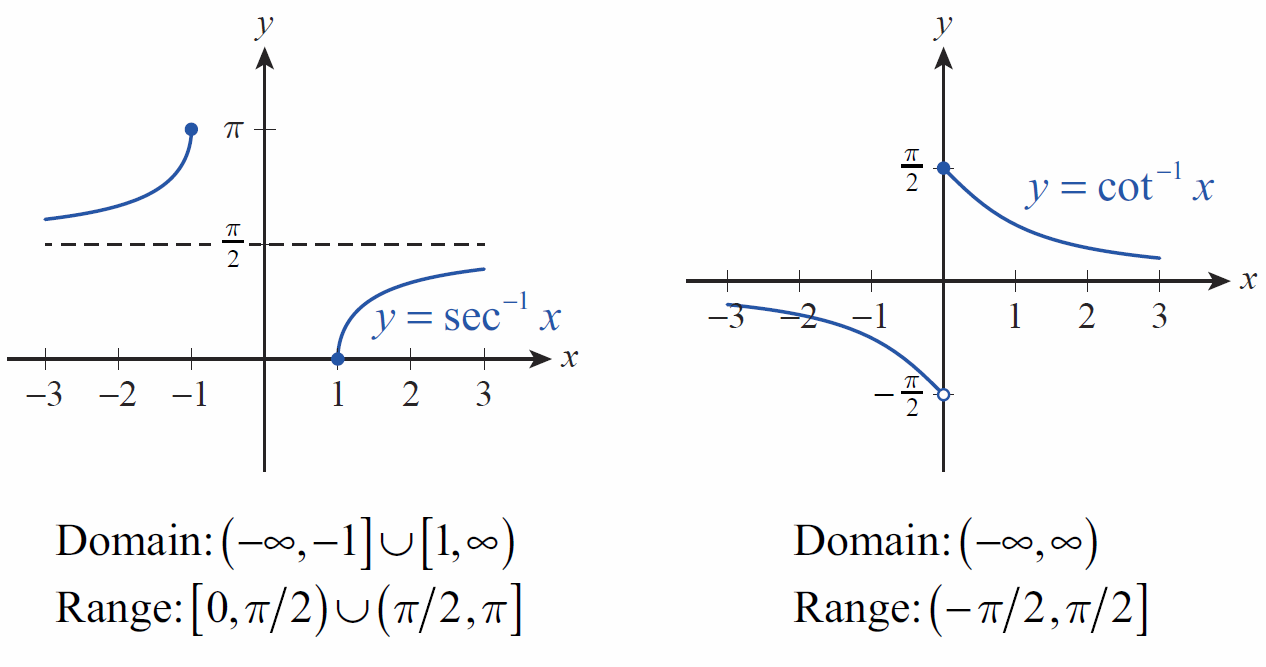 y
π
π/2
y = sec⁻¹ x
x
−3 −2 −1 1 2 3
Domain: (−∞, −1] ∪ [1, ∞)
Range: [0, π/2) ∪ (π/2, π]
y
π/2
y = cot⁻¹ x
x
−3 −2 −1 1 2 3
−π/2
Domain: (−∞, ∞)
Range: (−π/2, π/2]